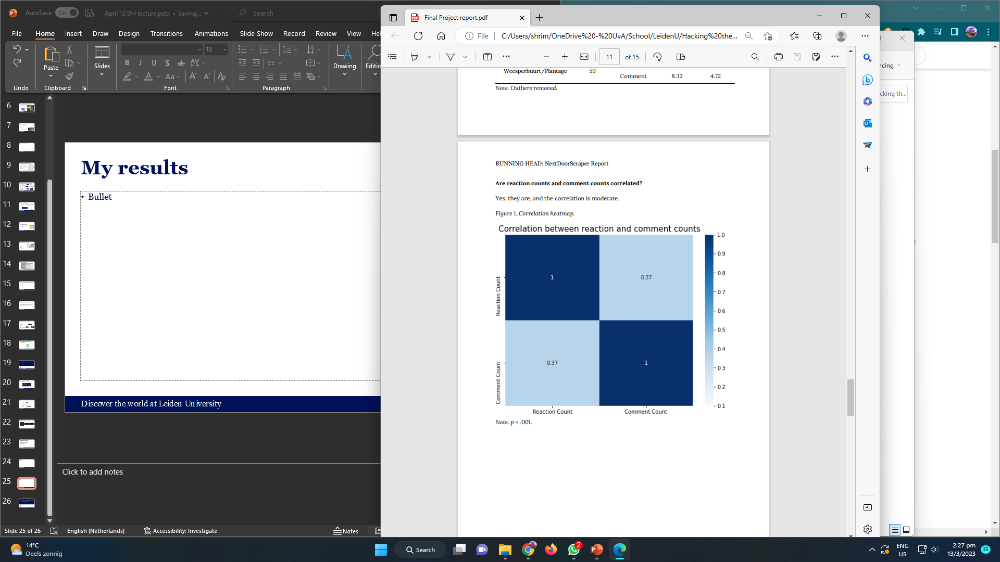 AutoSave On April 12 DH lecture.pptx • Saving...
Search
File Home Insert Draw Design Transitions Animations Slide Show Record Review View
Paste
Slides
18
Drawing
Undo Clipboard Font Paragraph
6
7
8
9
10
11
12
13
14
15
16
17
18
19
20
21
22
23
24
25
26
My results
• Bullet
Discover the world at Leiden University
Click to add notes
Slide 25 of 26 English (Netherlands) Accessibility: Investigate Notes
Final Project report.pdf
File C:/Users/shrim/OneDrive%20-%20UvA/School/LeidenU/Hacking%20the...
11 of 15
Weesperbuurt/Plantage 59
Comment 8.32 4.72
Note. Outliers removed.
RUNNING HEAD: NextDoorScraper Report
Are reaction counts and comment counts correlated?
Yes, they are, and the correlation is moderate.
Figure 1. Correlation heatmap.
Correlation between reaction and comment counts
Reaction Count
Comment Count
1 0.37
0.37 1
Reaction Count Comment Count
1.0
0.9
0.8
0.7
0.6
0.5
0.4
0.3
0.2
0.1
Note. p < .001.
14°C
Deels zonnig
Search
2
ENG
US
2:27 pm
13/3/2023
35